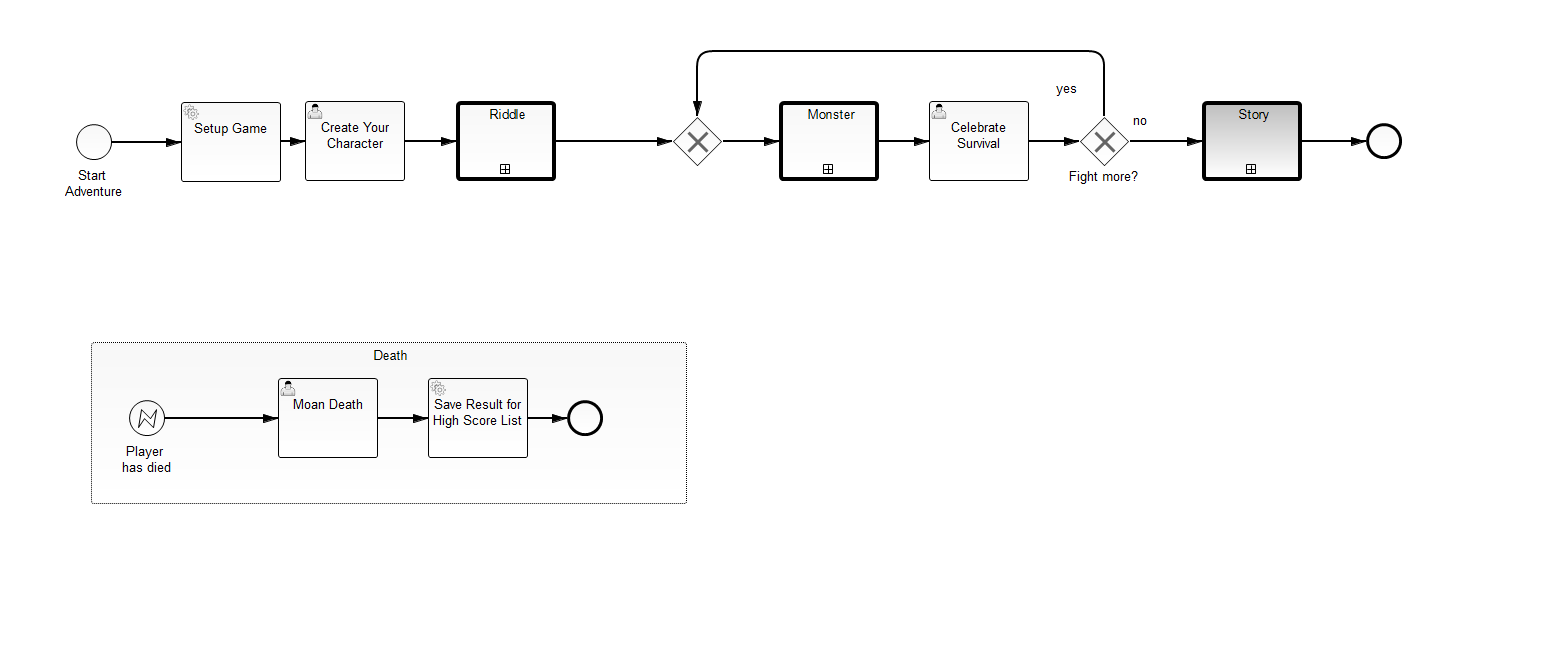 Start
Adventure
Setup Game
Create Your
Character
Riddle
Monster
Celebrate
Survival
yes
no
Fight more?
Story
Death
Player
has died
Moan Death
Save Result for
High Score List